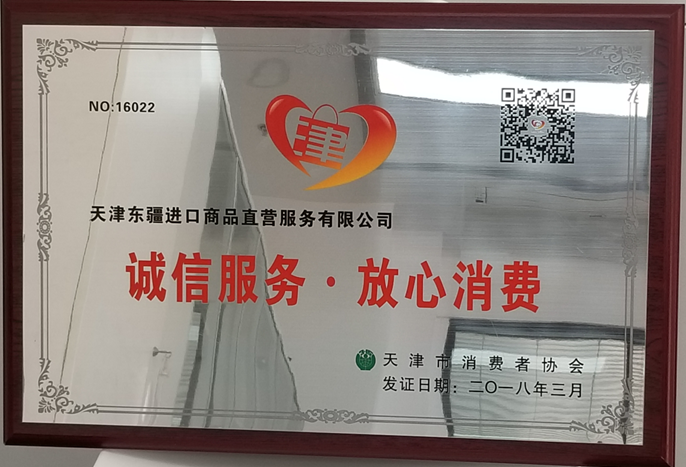 NO:16022
津
天津东疆进口商品直营服务有限公司
诚信服务·放心消费
天津市消费者协会
发证日期：二〇一八年三月